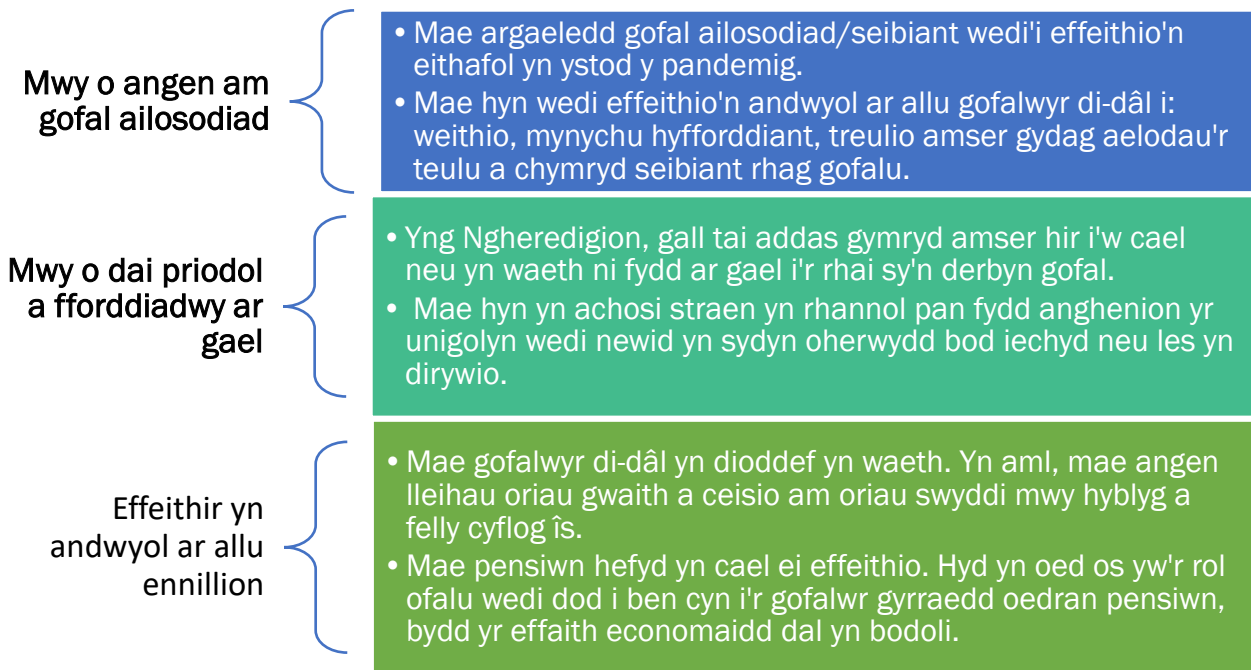 Mwy o angen am
gofal ailosodiad
• Mae argaeledd gofal ailosodiad/seibiant wedi'i effeithio'n
eithafol yn ystod y pandemig.
• Mae hyn wedi effeithio'n andwyol ar allu gofalwyr di-dâl i:
weithio, mynychu hyfforddiant, treulio amser gydag aelodau'r
teulu a chymryd seibiant rhag gofalu.
Mwy o dai priodol
a fforddiadwy ar
gael
• Yng Ngheredigion, gall tai addas gymryd amser hir i'w cael
neu yn waeth ni fydd ar gael i'r rhai sy'n derbyn gofal.
• Mae hyn yn achosi straen yn rhannol pan fydd anghenion yr
unigolyn wedi newid yn sydyn oherwydd bod iechyd neu les yn
dirywio.
Effeithir yn
andwyol ar allu
ennillion
• Mae gofalwyr di-dâl yn dioddef yn waeth. Yn aml, mae angen
lleihau oriau gwaith a ceisio am oriau swyddi mwy hyblyg a
felly cyflog îs.
• Mae pensiwn hefyd yn cael ei effeithio. Hyd yn oed os yw'r rol
ofalu wedi dod i ben cyn i'r gofalwr gyrraedd oedran pensiwn,
bydd yr effaith economaidd dal yn bodoli.